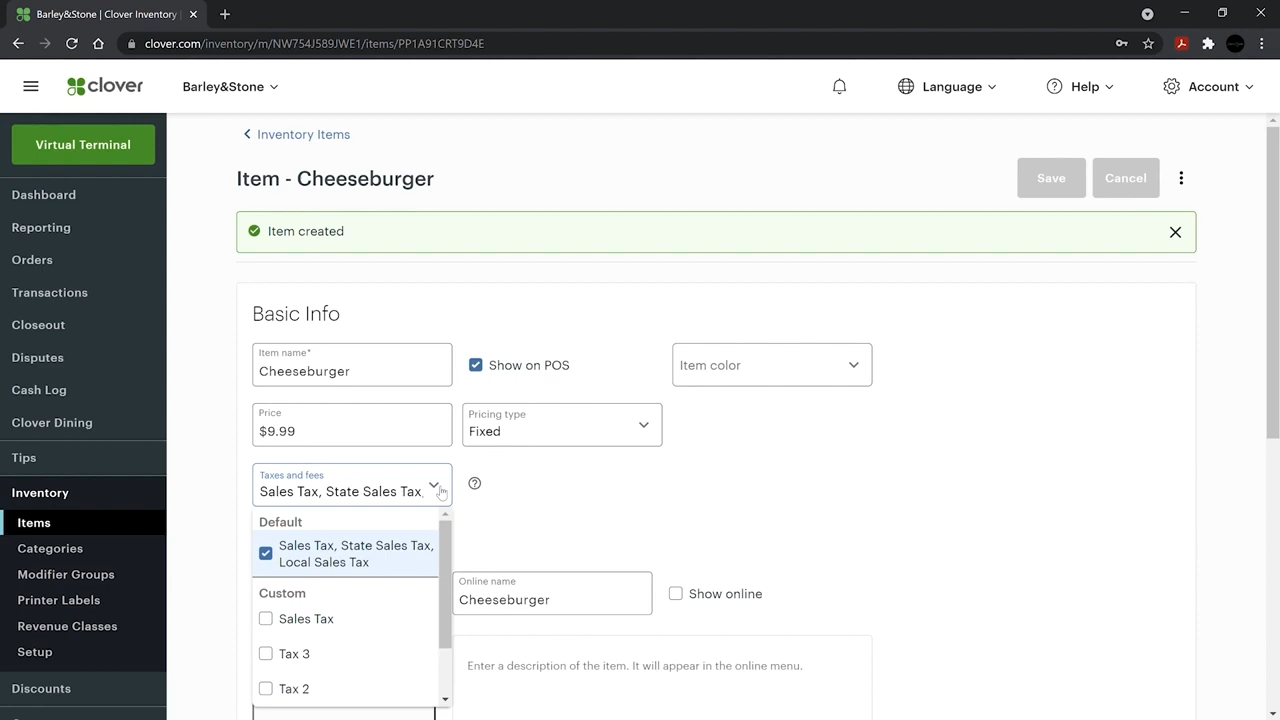 Barley&Stone | Clover Inventory |
clover.com/inventory/m/NW754J589JWE1/items/PP1A91CRT9D4E
clover
Barley&Stone
Language
Help
Account
Virtual Terminal
Dashboard
Reporting
Orders
Transactions
Closeout
Disputes
Cash Log
Clover Dining
Tips
Inventory
Items
Categories
Modifier Groups
Printer Labels
Revenue Classes
Setup
Discounts
Inventory Items
Item - Cheeseburger
Save
Cancel
Item created
Basic Info
Item name*
Cheeseburger
Show on POS
Item color
Price
$9.99
Pricing type
Fixed
Taxes and fees
Sales Tax, State Sales Tax,
Default
Sales Tax, State Sales Tax,
Local Sales Tax
Custom
Sales Tax
Tax 3
Tax 2
Online name
Cheeseburger
Show online
Enter a description of the item. It will appear in the online menu.